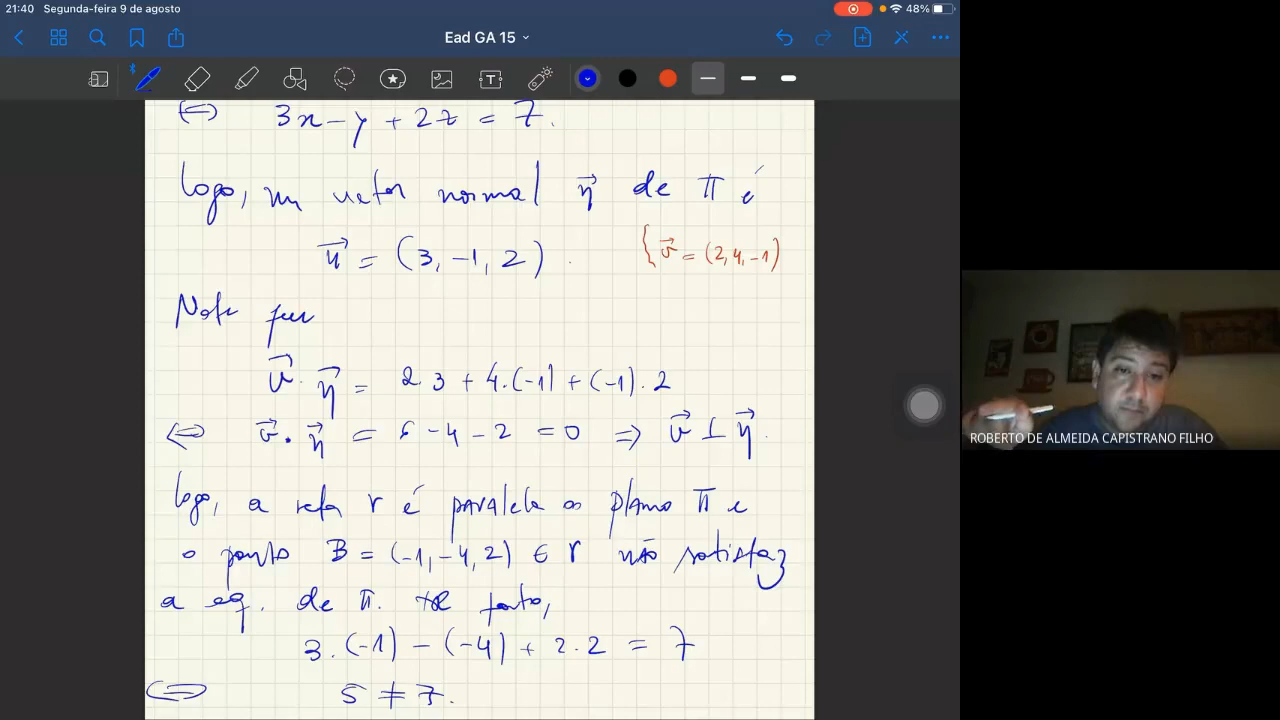 21:40 Segunda-feira 9 de agosto
48%
Ead GA 15
⇔ 3x - y + 2z = 7.
Logo, um vetor normal η⃗ de π é
η⃗ = (3, -1, 2). { v⃗ = (2, 4, -1)
Note que
v⃗ · η⃗ = 2.3 + 4.(-1) + (-1).2
⇔ v⃗ · η⃗ = 6 - 4 - 2 = 0 ⇒ v⃗ ⊥ η⃗.
logo, a reta r é paralela ao plano π e
o ponto B = (-1, -4, 2) ∈ r não satisfaz
a eq. de π. fato,
3.(-1) - (-4) + 2.2 = 7
⇔ 5 ≠ 7.
ROBERTO DE ALMEIDA CAPISTRANO FILHO